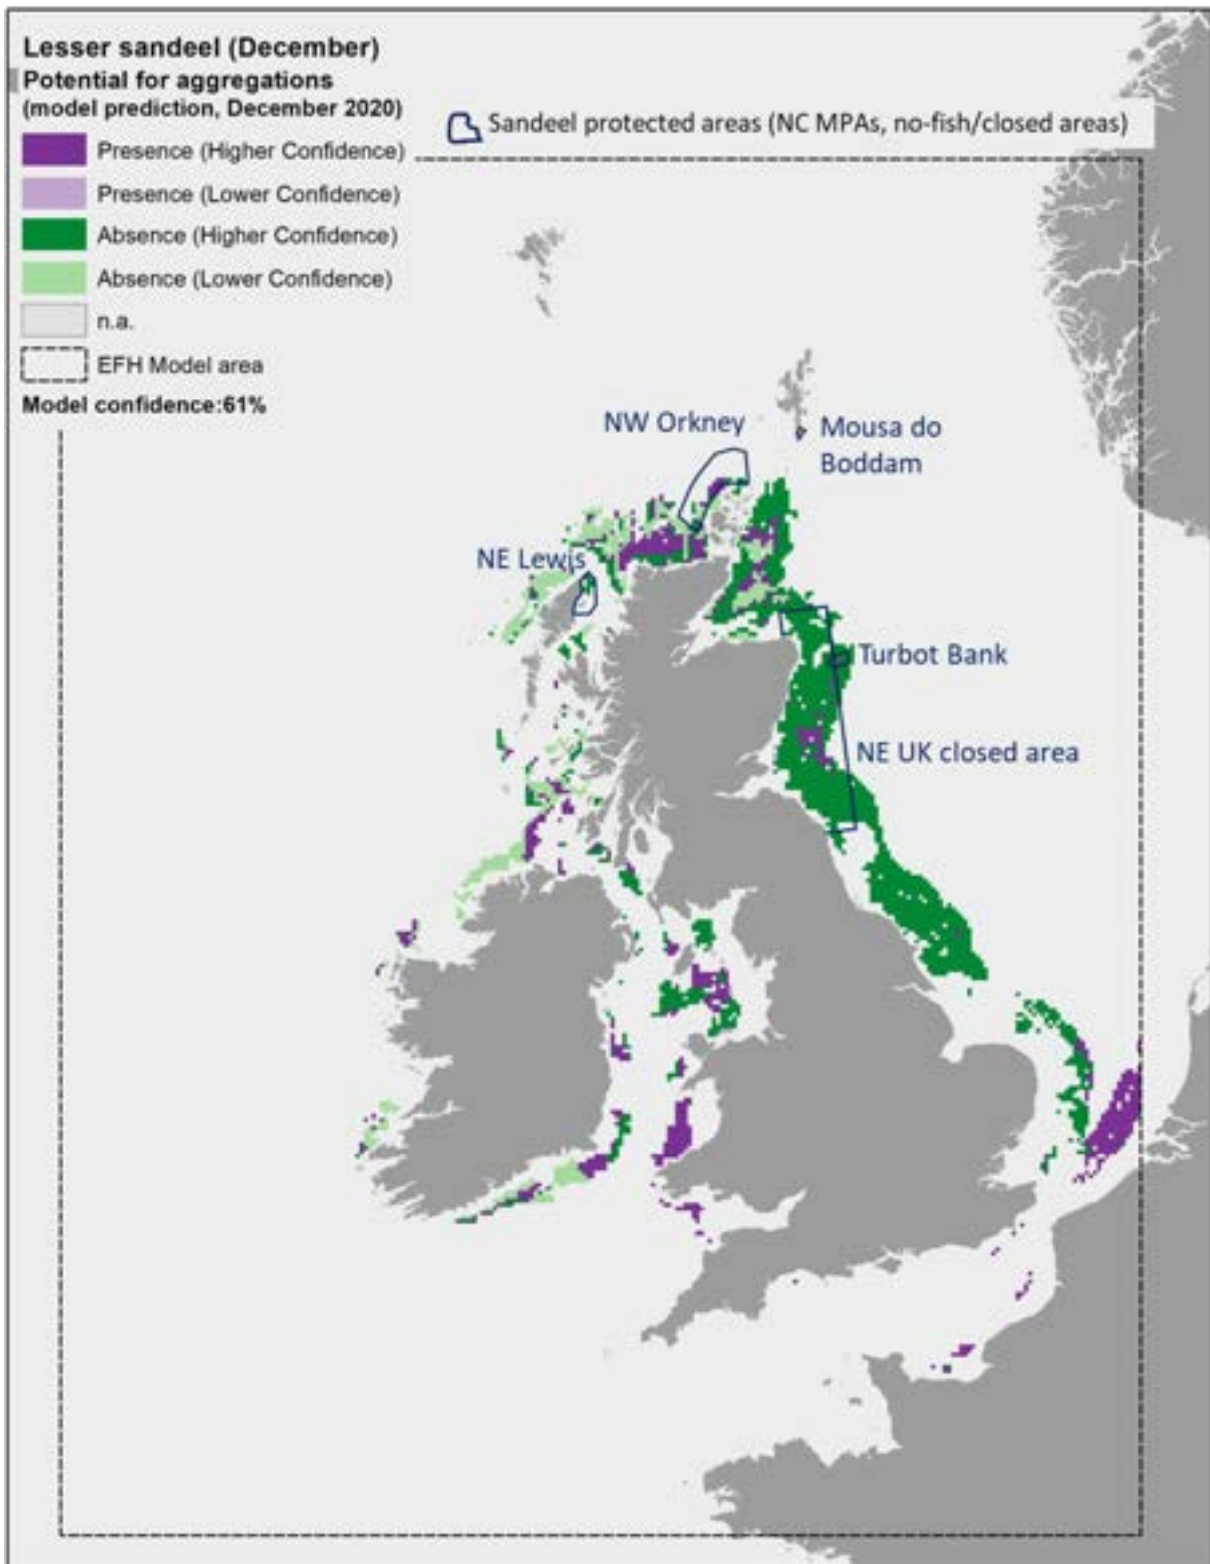 Lesser sandeel (December)
Potential for aggregations
(model prediction, December 2020)
Sandeel protected areas (NC MPAs, no-fish/closed areas)
Presence (Higher Confidence)
Presence (Lower Confidence)
Absence (Higher Confidence)
Absence (Lower Confidence)
n.a.
EFH Model area
Model confidence:61%
NW Orkney
Mousa do
Boddam
NE Lewis
Turbot Bank
NE UK closed area